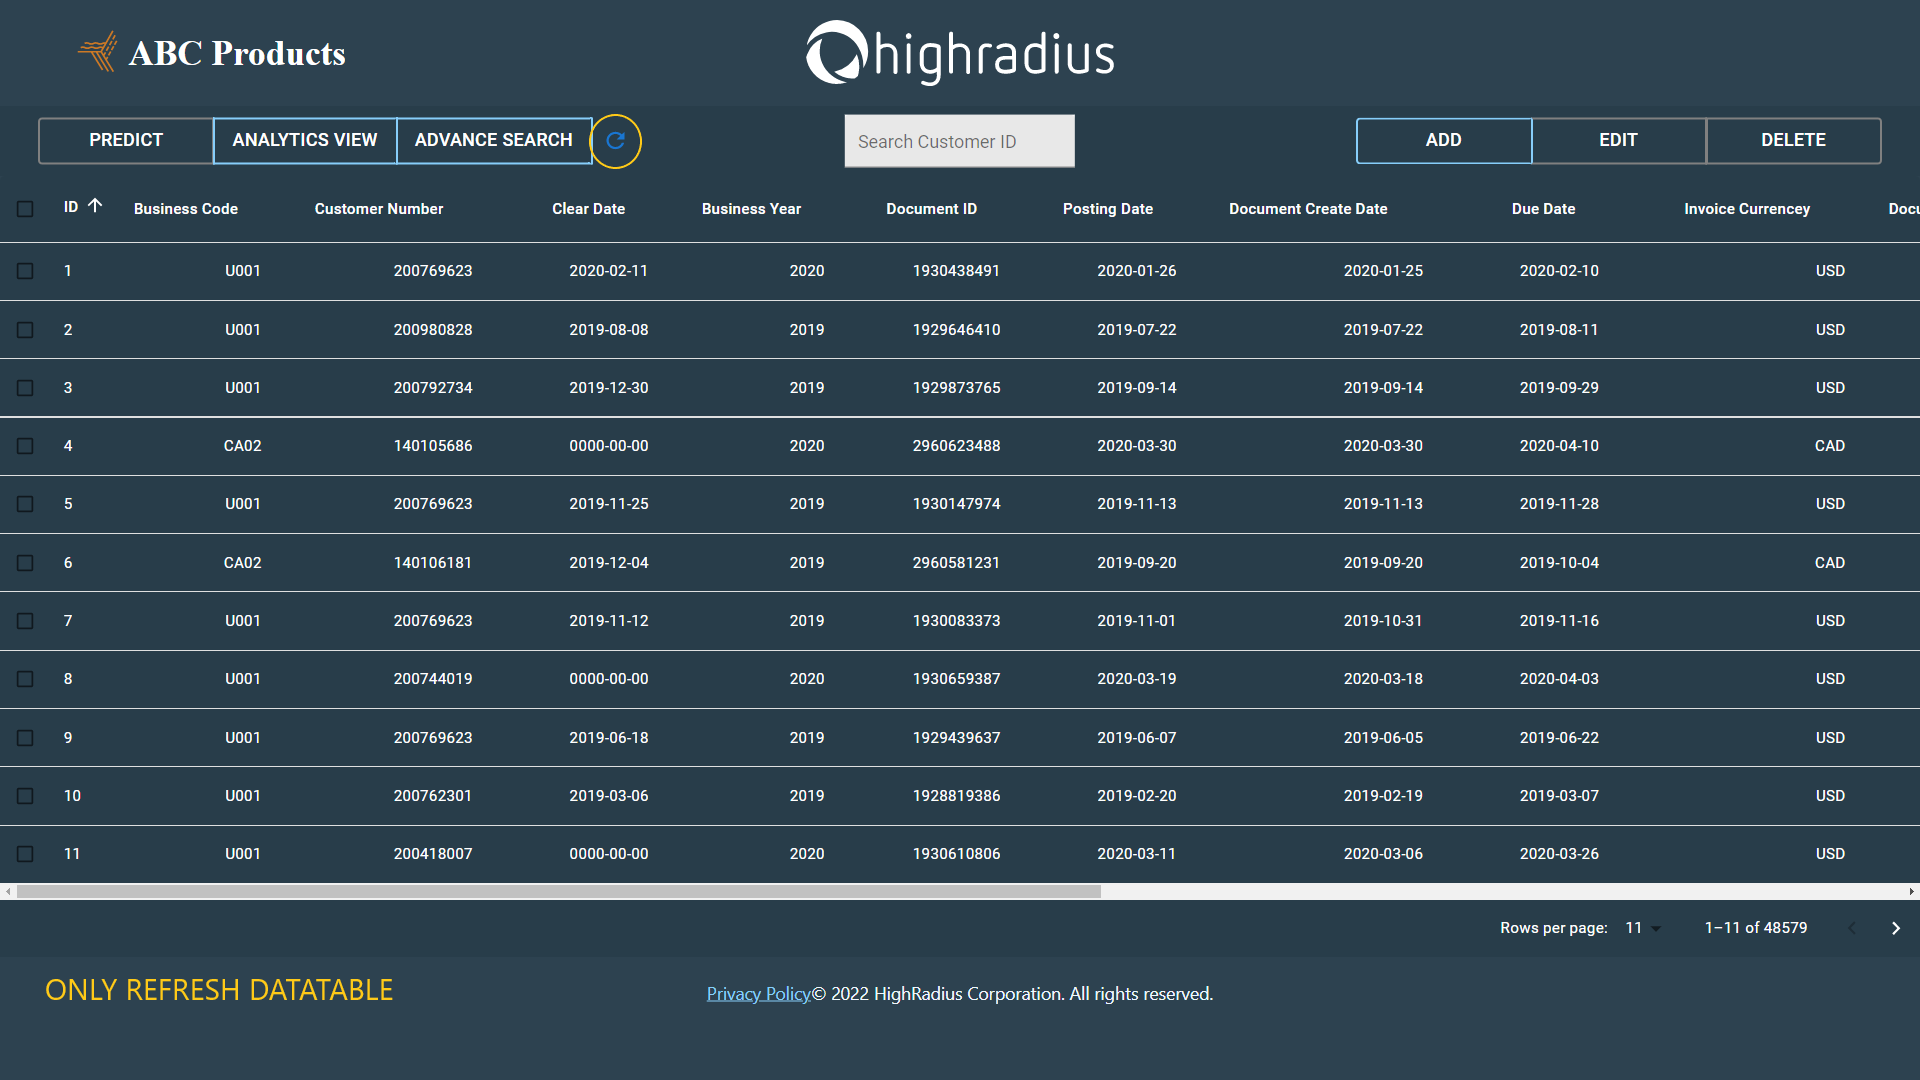 ABC Products
highradius
PREDICT ANALYTICS VIEW ADVANCE SEARCH Search Customer ID ADD EDIT DELETE
ID Business Code Customer Number Clear Date Business Year Document ID Posting Date Document Create Date Due Date Invoice Currencey Docu
1 U001 200769623 2020-02-11 2020 1930438491 2020-01-26 2020-01-25 2020-02-10 USD
2 U001 200980828 2019-08-08 2019 1929646410 2019-07-22 2019-07-22 2019-08-11 USD
3 U001 200792734 2019-12-30 2019 1929873765 2019-09-14 2019-09-14 2019-09-29 USD
4 CA02 140105686 0000-00-00 2020 2960623488 2020-03-30 2020-03-30 2020-04-10 CAD
5 U001 200769623 2019-11-25 2019 1930147974 2019-11-13 2019-11-13 2019-11-28 USD
6 CA02 140106181 2019-12-04 2019 2960581231 2019-09-20 2019-09-20 2019-10-04 CAD
7 U001 200769623 2019-11-12 2019 1930083373 2019-11-01 2019-10-31 2019-11-16 USD
8 U001 200744019 0000-00-00 2020 1930659387 2020-03-19 2020-03-18 2020-04-03 USD
9 U001 200769623 2019-06-18 2019 1929439637 2019-06-07 2019-06-05 2019-06-22 USD
10 U001 200762301 2019-03-06 2019 1928819386 2019-02-20 2019-02-19 2019-03-07 USD
11 U001 200418007 0000-00-00 2020 1930610806 2020-03-11 2020-03-06 2020-03-26 USD
Rows per page: 11 1–11 of 48579
ONLY REFRESH DATATABLE
Privacy Policy© 2022 HighRadius Corporation. All rights reserved.